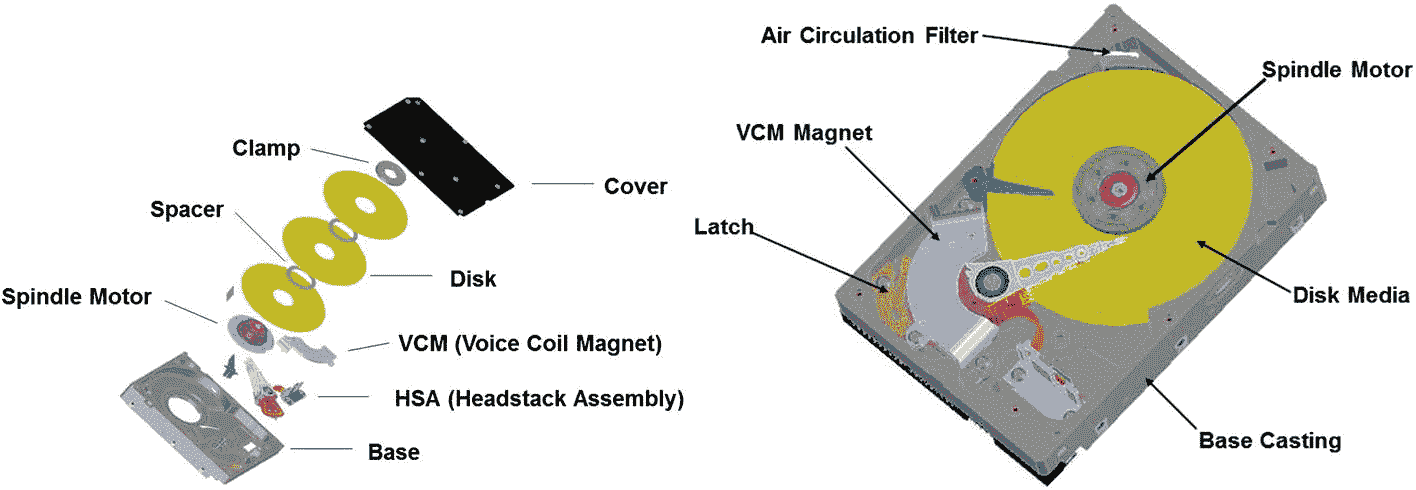 Clamp
Cover
Spacer
Disk
Spindle Motor
VCM (Voice Coil Magnet)
HSA (Headstack Assembly)
Base
Air Circulation Filter
Spindle Motor
VCM Magnet
Latch
Disk Media
Base Casting